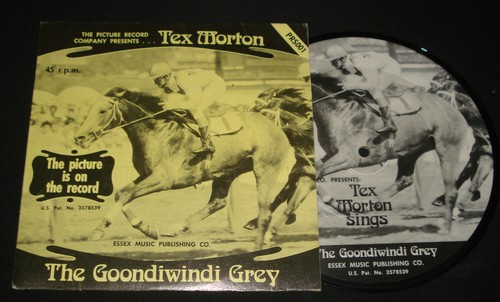 THE PICTURE RECORD
COMPANY PRESENTS . . . Tex Morton
PRS001
45 r.p.m.
The picture
is on
the record
U.S. Pat. No. 3578539
ESSEX MUSIC PUBLISHING CO.
The Goondiwindi Grey
CO. PRESENTS:
Tex
Morton
Sings
The Goondiwindi Grey
ESSEX MUSIC PUBLISHING CO.
U.S. Pat. No. 3578539